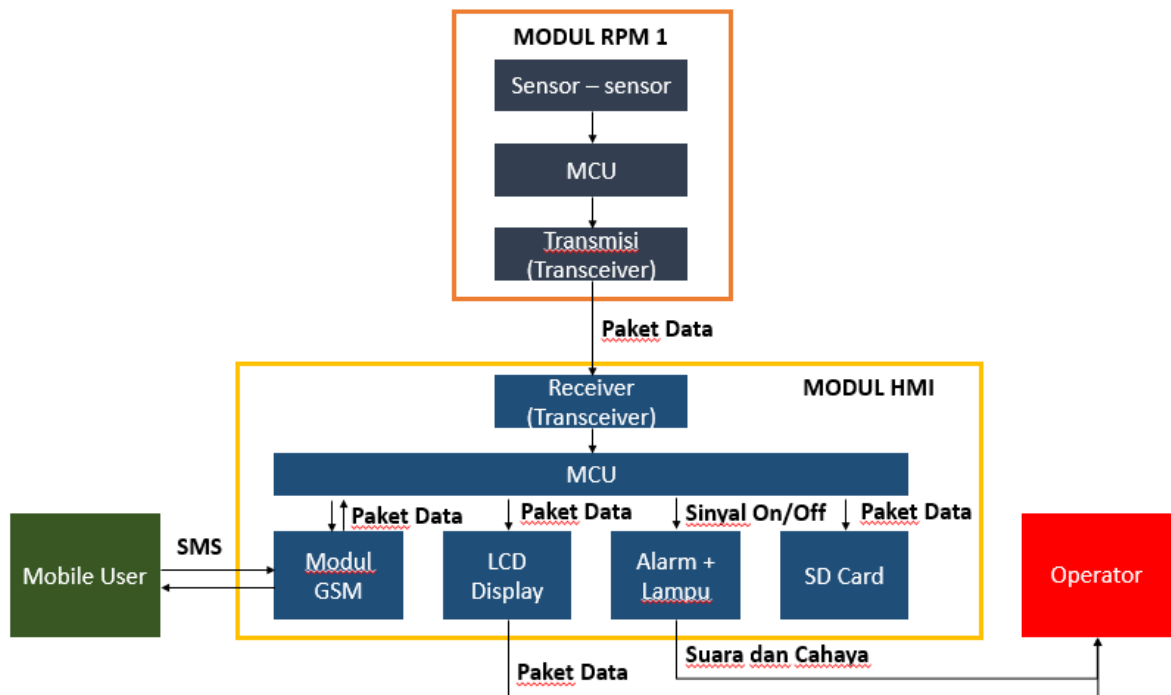 MODUL RPM 1
Sensor – sensor
MCU
Transmisi
(Transceiver)
Paket Data
Receiver
(Transceiver)
MODUL HMI
MCU
Paket Data
Paket Data
Sinyal On/Off
Paket Data
SMS
Mobile User
Modul
GSM
LCD
Display
Alarm +
Lampu
SD Card
Operator
Suara dan Cahaya
Paket Data